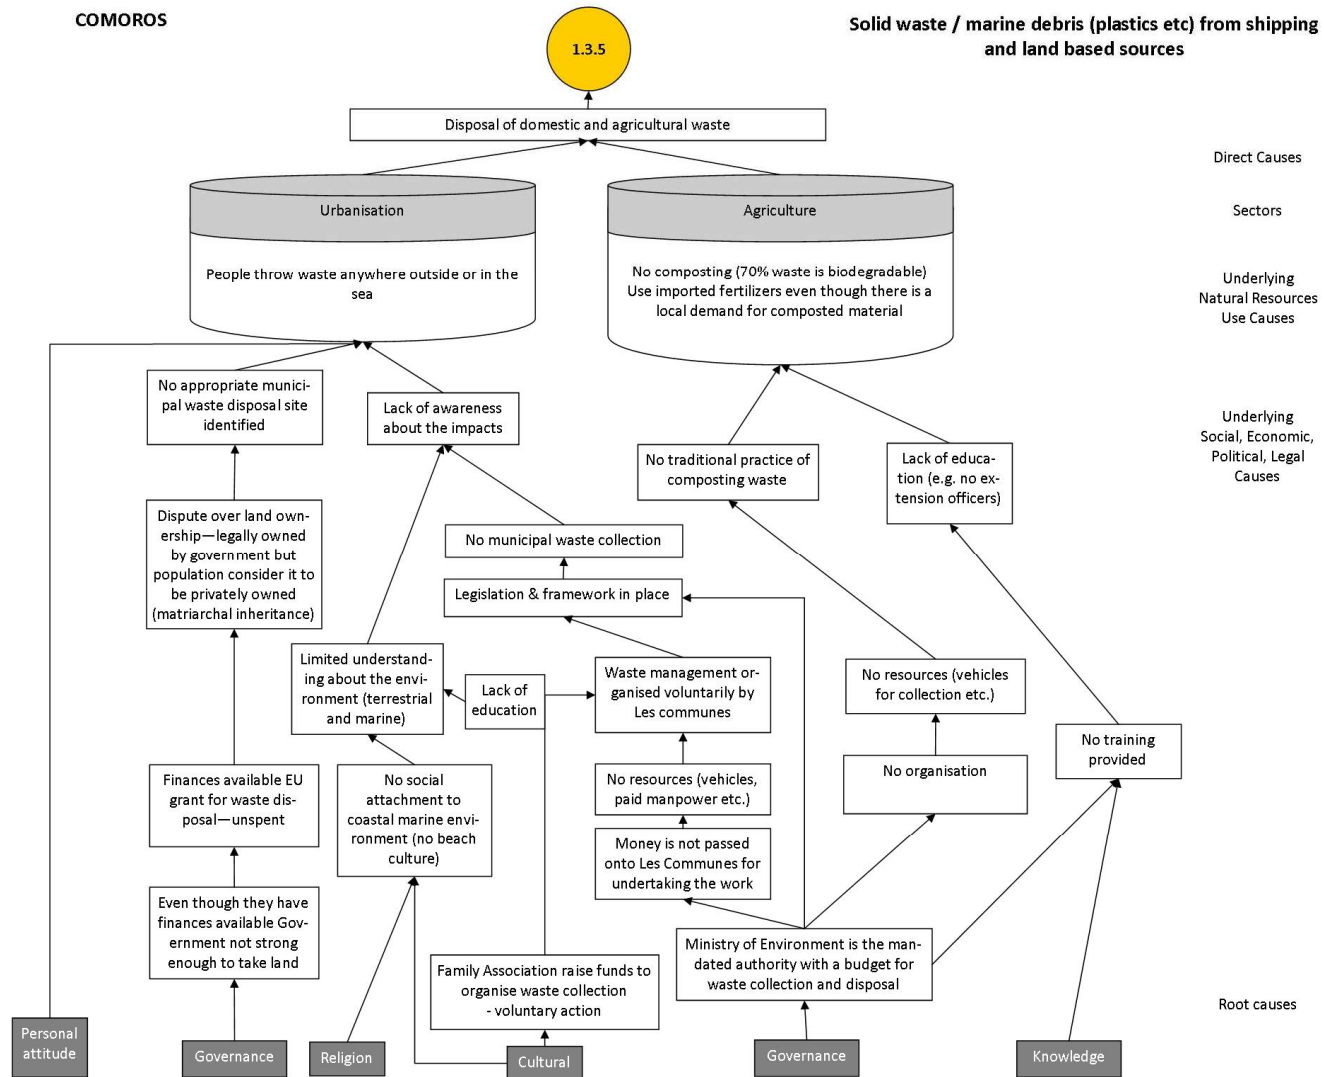 COMOROS
Solid waste / marine debris (plastics etc) from shipping
and land based sources
1.3.5
Disposal of domestic and agricultural waste
Direct Causes
Urbanisation
Agriculture
Sectors
People throw waste anywhere outside or in the
sea
No composting (70% waste is biodegradable)
Use imported fertilizers even though there is a
local demand for composted material
Underlying
Natural Resources
Use Causes
No appropriate munici-
pal waste disposal site
identified
Lack of awareness
about the impacts
No traditional practice of
composting waste
Lack of educa-
tion (e.g. no ex-
tension officers)
Underlying
Social, Economic,
Political, Legal
Causes
Dispute over land own-
ership—legally owned
by government but
population consider it to
be privately owned
(matriarchal inheritance)
No municipal waste collection
Legislation & framework in place
Limited understand-
ing about the envi-
ronment (terrestrial
and marine)
Lack of
education
Waste management or-
ganised voluntarily by
Les communes
No resources (vehicles
for collection etc.)
No training
provided
Finances available EU
grant for waste dis-
posal—unspent
No social
attachment to
coastal marine envi-
ronment (no beach
culture)
No resources (vehicles,
paid manpower etc.)
No organisation
Money is not passed
onto Les Communes for
undertaking the work
Even though they have
finances available Gov-
ernment not strong
enough to take land
Family Association raise funds to
organise waste collection
- voluntary action
Ministry of Environment is the man-
dated authority with a budget for
waste collection and disposal
Root causes
Personal
attitude
Governance
Religion
Cultural
Governance
Knowledge